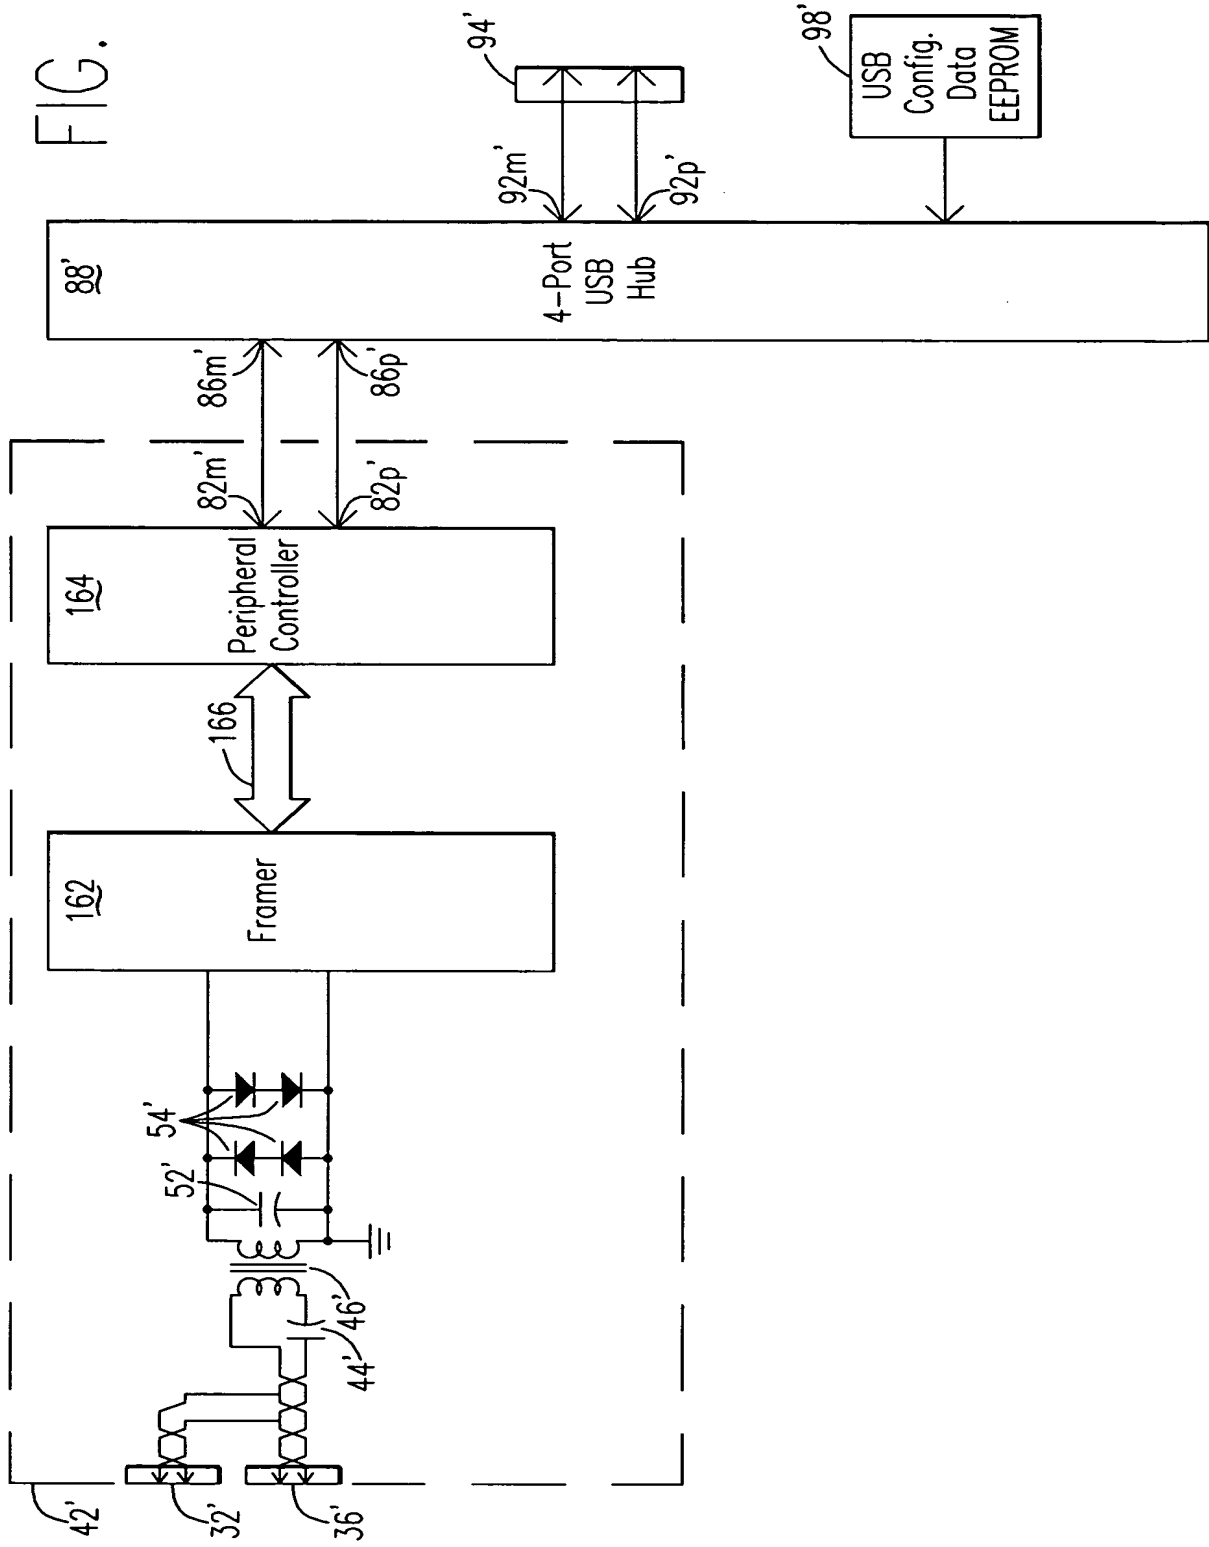 FIG.
42'
32'
36'
44'
46'
52'
54'
162
Framer
166
164
Peripheral
Controller
82m'
82p'
86m'
86p'
88'
4-Port
USB
Hub
92m'
92p'
94'
98'
USB
Config.
Data
EEPROM